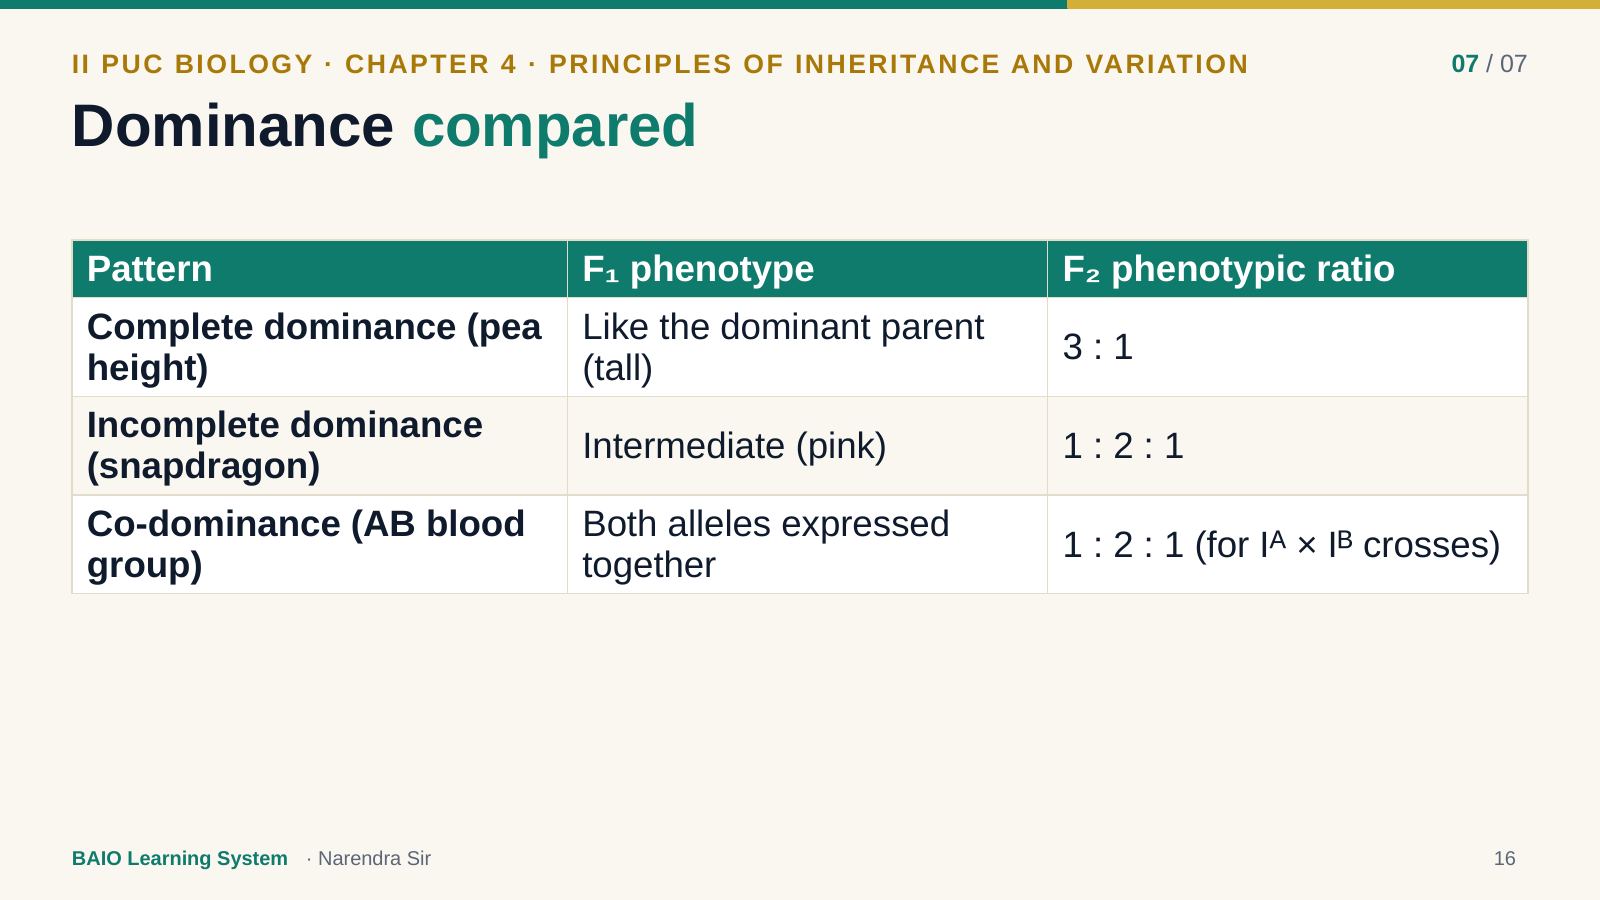 II PUC BIOLOGY · CHAPTER 4 · PRINCIPLES OF INHERITANCE AND VARIATION
07 / 07
Dominance compared
Pattern
F₁ phenotype
F₂ phenotypic ratio
Complete dominance (pea
height)
Like the dominant parent
(tall)
3 : 1
Incomplete dominance
(snapdragon)
Intermediate (pink)
1 : 2 : 1
Co-dominance (AB blood
group)
Both alleles expressed
together
1 : 2 : 1 (for Iᴬ × Iᴮ crosses)
BAIO Learning System · Narendra Sir
16